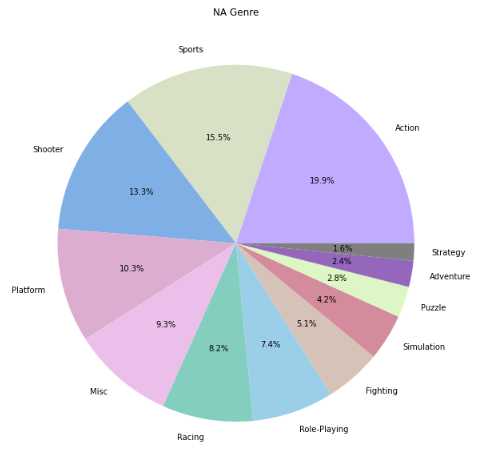 NA Genre
Sports
15.5%
Action
19.9%
Shooter
13.3%
Platform
10.3%
Misc
9.3%
Racing
8.2%
Role-Playing
7.4%
Fighting
5.1%
Simulation
4.2%
Puzzle
2.8%
Adventure
2.4%
Strategy
1.6%